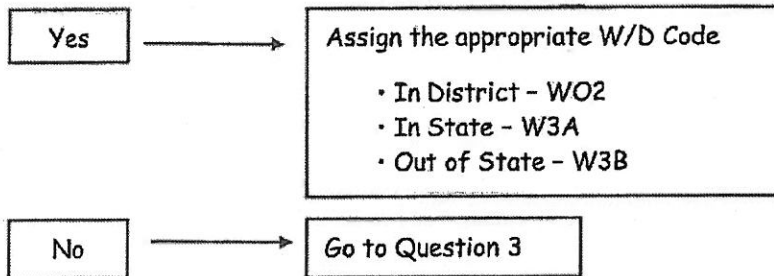 Yes
Assign the appropriate W/D Code
· In District - WO2
· In State - W3A
· Out of State - W3B
No
Go to Question 3